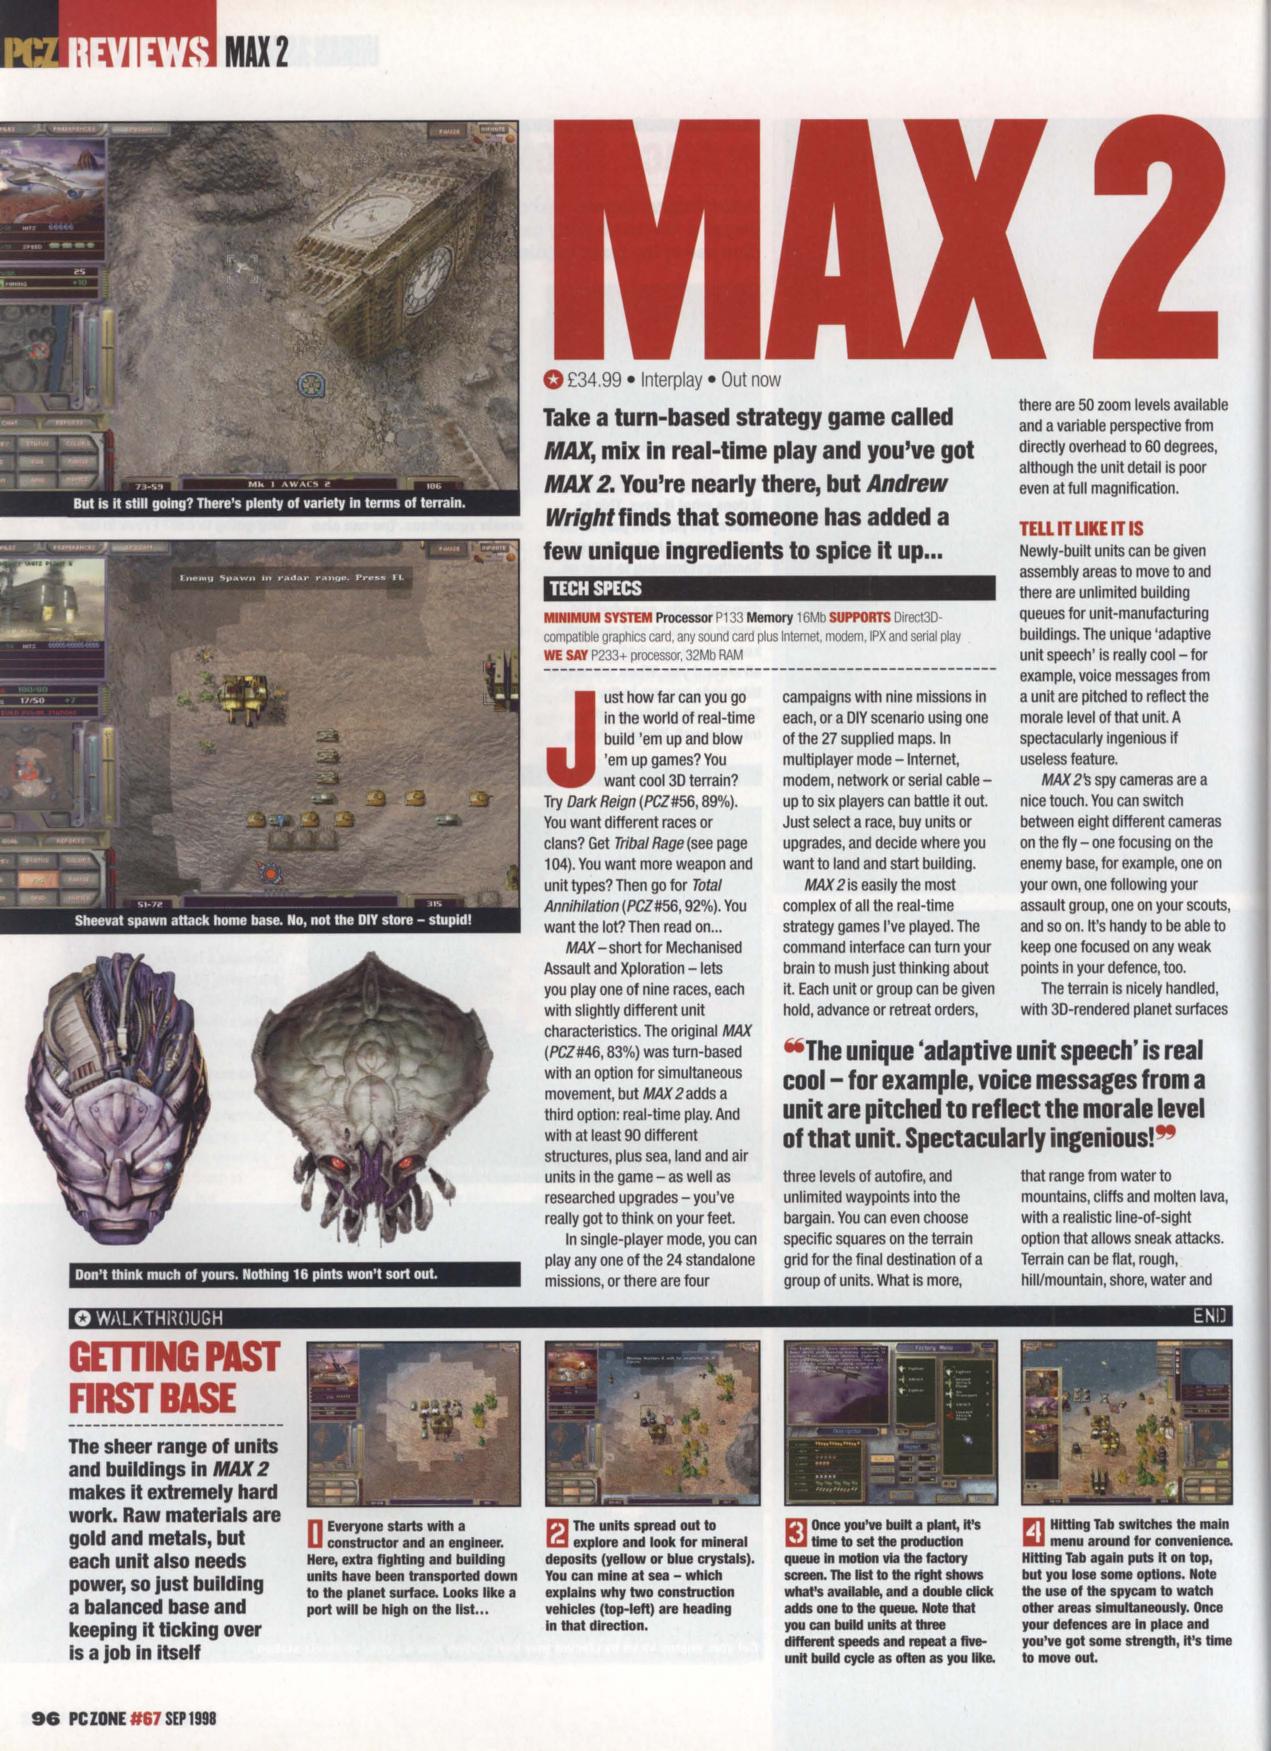 PCZ REVIEWS MAX 2
PAUSE
25
+10
73-59 Mk 1 AWACS 2 106
But is it still going? There's plenty of variety in terms of terrain.
Enemy Spawn in radar range. Press F1.
51-72 315
Sheevat spawn attack home base. No, not the DIY store – stupid!
Don't think much of yours. Nothing 16 pints won't sort out.
MAX 2
£34.99 • Interplay • Out now
Take a turn-based strategy game called
MAX, mix in real-time play and you've got
MAX 2. You're nearly there, but Andrew
Wright finds that someone has added a
few unique ingredients to spice it up...
TECH SPECS
MINIMUM SYSTEM Processor P133 Memory 16Mb SUPPORTS Direct3D-
compatible graphics card, any sound card plus Internet, modem, IPX and serial play
WE SAY P233+ processor, 32Mb RAM
Just how far can you go
in the world of real-time
build 'em up and blow
'em up games? You
want cool 3D terrain?
Try Dark Reign (PCZ #56, 89%).
You want different races or
clans? Get Tribal Rage (see page
104). You want more weapon and
unit types? Then go for Total
Annihilation (PCZ #56, 92%). You
want the lot? Then read on...
MAX – short for Mechanised
Assault and Xploration – lets
you play one of nine races, each
with slightly different unit
characteristics. The original MAX
(PCZ #46, 83%) was turn-based
with an option for simultaneous
movement, but MAX 2 adds a
third option: real-time play. And
with at least 90 different
structures, plus sea, land and air
units in the game – as well as
researched upgrades – you've
really got to think on your feet.
In single-player mode, you can
play any one of the 24 standalone
missions, or there are four
campaigns with nine missions in
each, or a DIY scenario using one
of the 27 supplied maps. In
multiplayer mode – Internet,
modem, network or serial cable –
up to six players can battle it out.
Just select a race, buy units or
upgrades, and decide where you
want to land and start building.
MAX 2 is easily the most
complex of all the real-time
strategy games I've played. The
command interface can turn your
brain to mush just thinking about
it. Each unit or group can be given
hold, advance or retreat orders,
three levels of autofire, and
unlimited waypoints into the
bargain. You can even choose
specific squares on the terrain
grid for the final destination of a
group of units. What is more,
there are 50 zoom levels available
and a variable perspective from
directly overhead to 60 degrees,
although the unit detail is poor
even at full magnification.
TELL IT LIKE IT IS
Newly-built units can be given
assembly areas to move to and
there are unlimited building
queues for unit-manufacturing
buildings. The unique 'adaptive
unit speech' is really cool – for
example, voice messages from
a unit are pitched to reflect the
morale level of that unit. A
spectacularly ingenious if
useless feature.
MAX 2's spy cameras are a
nice touch. You can switch
between eight different cameras
on the fly – one focusing on the
enemy base, for example, one on
your own, one following your
assault group, one on your scouts,
and so on. It's handy to be able to
keep one focused on any weak
points in your defence, too.
The terrain is nicely handled,
with 3D-rendered planet surfaces
“The unique 'adaptive unit speech' is real
cool – for example, voice messages from a
unit are pitched to reflect the morale level
of that unit. Spectacularly ingenious!”
that range from water to
mountains, cliffs and molten lava,
with a realistic line-of-sight
option that allows sneak attacks.
Terrain can be flat, rough,
hill/mountain, shore, water and
WALKTHROUGH
END
GETTING PAST
FIRST BASE
The sheer range of units
and buildings in MAX 2
makes it extremely hard
work. Raw materials are
gold and metals, but
each unit also needs
power, so just building
a balanced base and
keeping it ticking over
is a job in itself
1 Everyone starts with a
constructor and an engineer.
Here, extra fighting and building
units have been transported down
to the planet surface. Looks like a
port will be high on the list...
2 The units spread out to
explore and look for mineral
deposits (yellow or blue crystals).
You can mine at sea – which
explains why two construction
vehicles (top-left) are heading
in that direction.
Factory Menu
3 Once you've built a plant, it's
time to set the production
queue in motion via the factory
screen. The list to the right shows
what's available, and a double click
adds one to the queue. Note that
you can build units at three
different speeds and repeat a five-
unit build cycle as often as you like.
4 Hitting Tab switches the main
menu around for convenience.
Hitting Tab again puts it on top,
but you lose some options. Note
the use of the spycam to watch
other areas simultaneously. Once
your defences are in place and
you've got some strength, it's time
to move out.
96 PC ZONE #67 SEP 1998